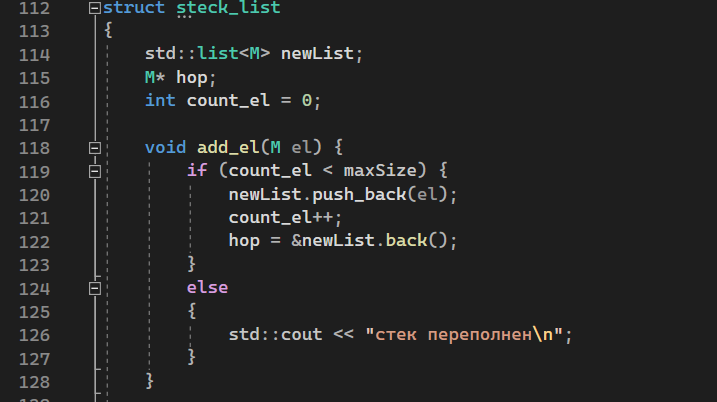 112 struct steck_list
113 {
114 std::list<M> newList;
115 M* hop;
116 int count_el = 0;
117
118 void add_el(M el) {
119 if (count_el < maxSize) {
120 newList.push_back(el);
121 count_el++;
122 hop = &newList.back();
123 }
124 else
125 {
126 std::cout << "стек переполнен\n";
127 }
128 }